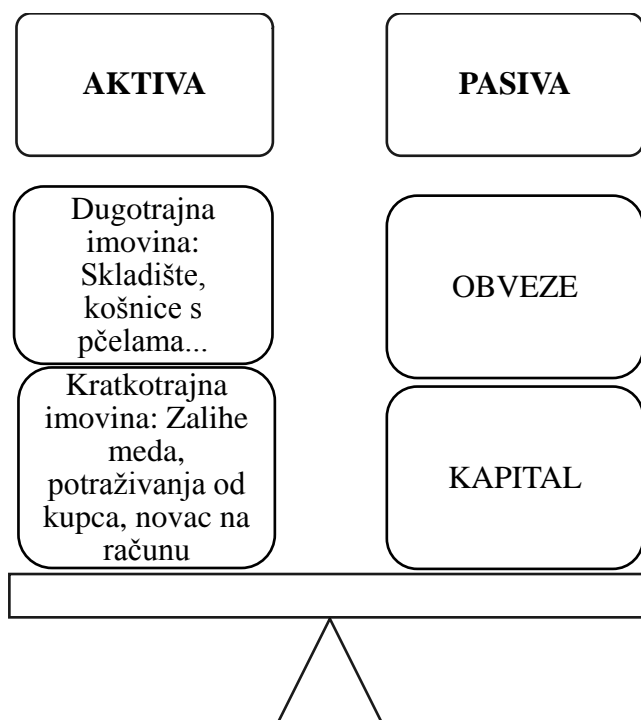 AKTIVA
PASIVA
Dugotrajna
imovina:
Skladište,
košnice s
pčelama...
OBVEZE
Kratkotrajna
imovina: Zalihe
meda,
potraživanja od
kupca, novac na
računu
KAPITAL